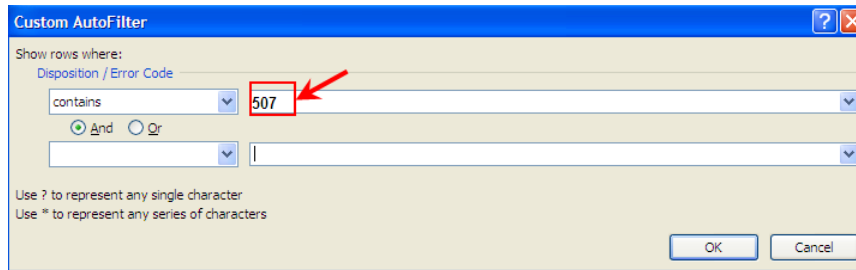 Custom AutoFilter
Show rows where:
Disposition / Error Code
contains 507
And Or
Use ? to represent any single character
Use * to represent any series of characters
OK Cancel